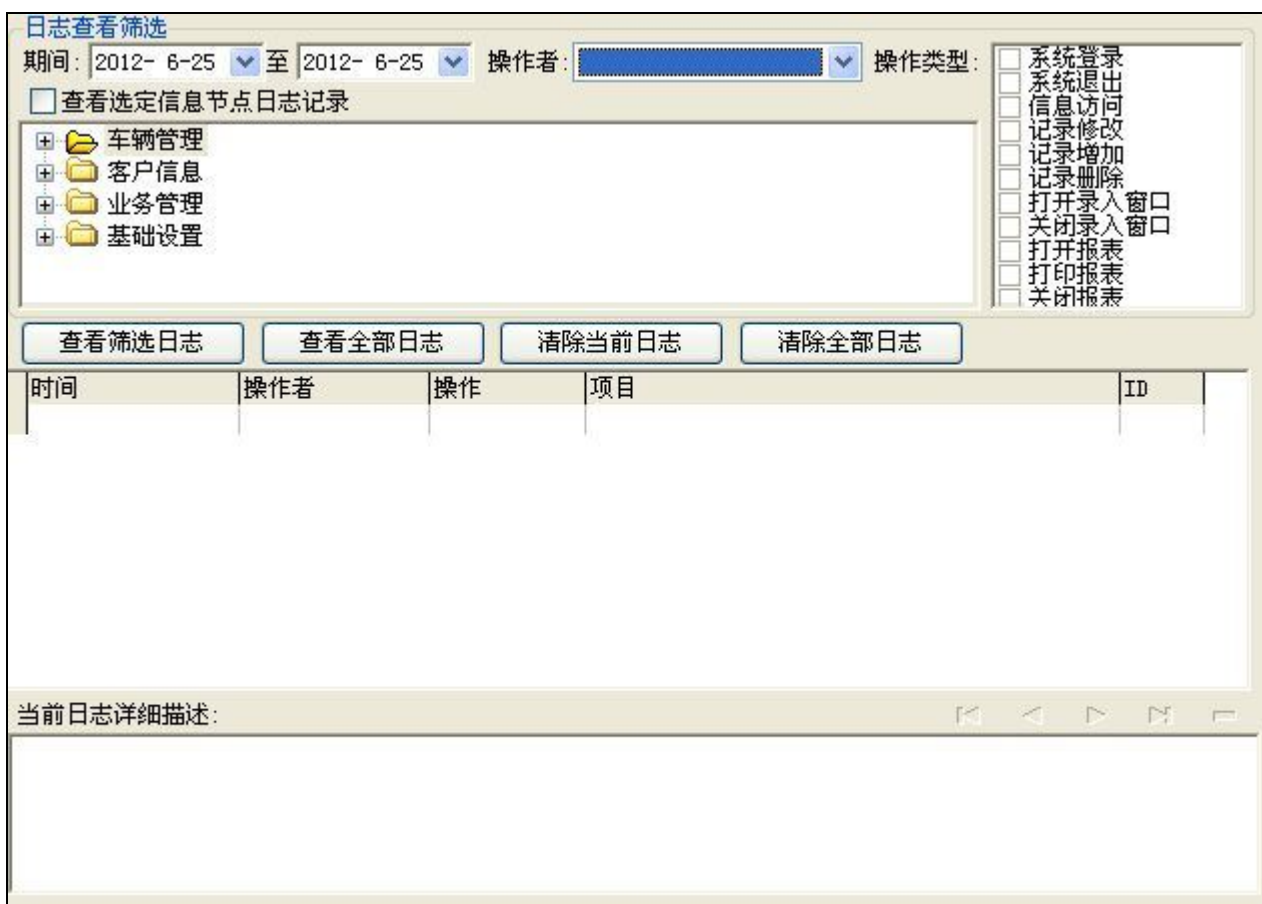 日志查看筛选
期间: 2012- 6-25 至 2012- 6-25 操作者: 操作类型:
系统登录
系统退出
信息访问
记录修改
记录增加
记录删除
打开录入窗口
关闭录入窗口
打开报表
打印报表
关闭报表
查看选定信息节点日志记录
车辆管理
客户信息
业务管理
基础设置
查看筛选日志 查看全部日志 清除当前日志 清除全部日志
时间 操作者 操作 项目 ID
当前日志详细描述: